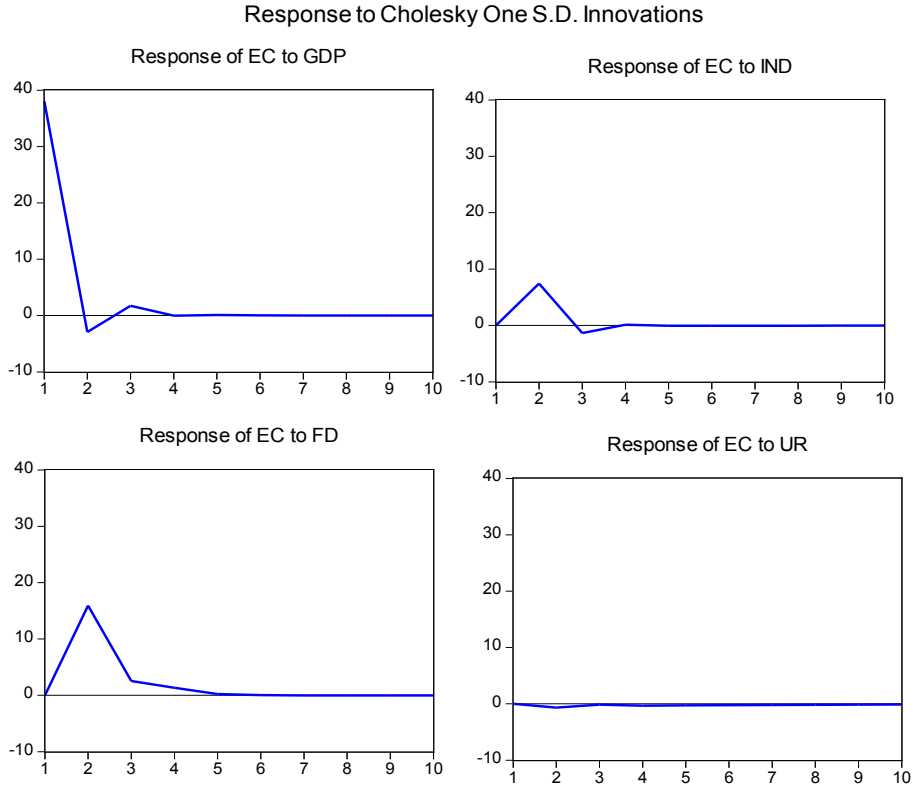 Response to Cholesky One S.D. Innovations
Response of EC to GDP
40
30
20
10
0
-10
1 2 3 4 5 6 7 8 9 10
Response of EC to IND
40
30
20
10
0
-10
1 2 3 4 5 6 7 8 9 10
Response of EC to FD
40
30
20
10
0
-10
1 2 3 4 5 6 7 8 9 10
Response of EC to UR
40
30
20
10
0
-10
1 2 3 4 5 6 7 8 9 10